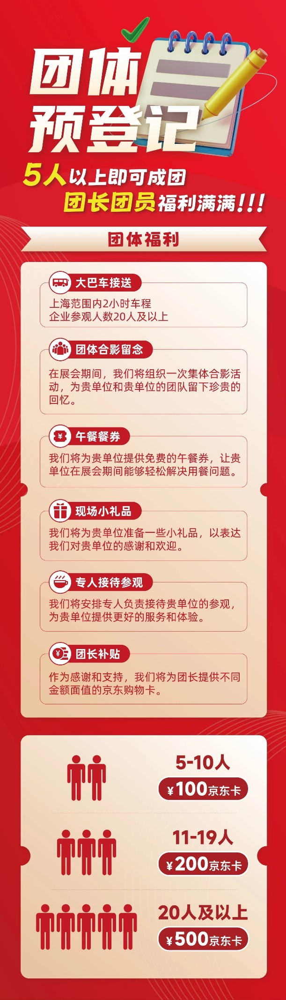 团体
预登记
5人以上即可成团
团长团员福利满满!!!
团体福利
大巴车接送
上海范围内2小时车程
企业参观人数20人及以上
团体合影留念
在展会期间，我们将组织一次集体合影活
动，为贵单位和贵单位的团队留下珍贵的
回忆。
午餐餐券
我们将为贵单位提供免费的午餐券，让贵
单位在展会期间能够轻松解决用餐问题。
现场小礼品
我们将为贵单位准备一些小礼品，以表达
我们对贵单位的感谢和欢迎。
专人接待参观
我们将安排专人负责接待贵单位的参观，
为贵单位提供更好的服务和体验。
团长补贴
作为感谢和支持，我们将为团长提供不同
金额面值的京东购物卡。
5-10人
¥100京东卡
11-19人
¥200京东卡
20人及以上
¥500京东卡